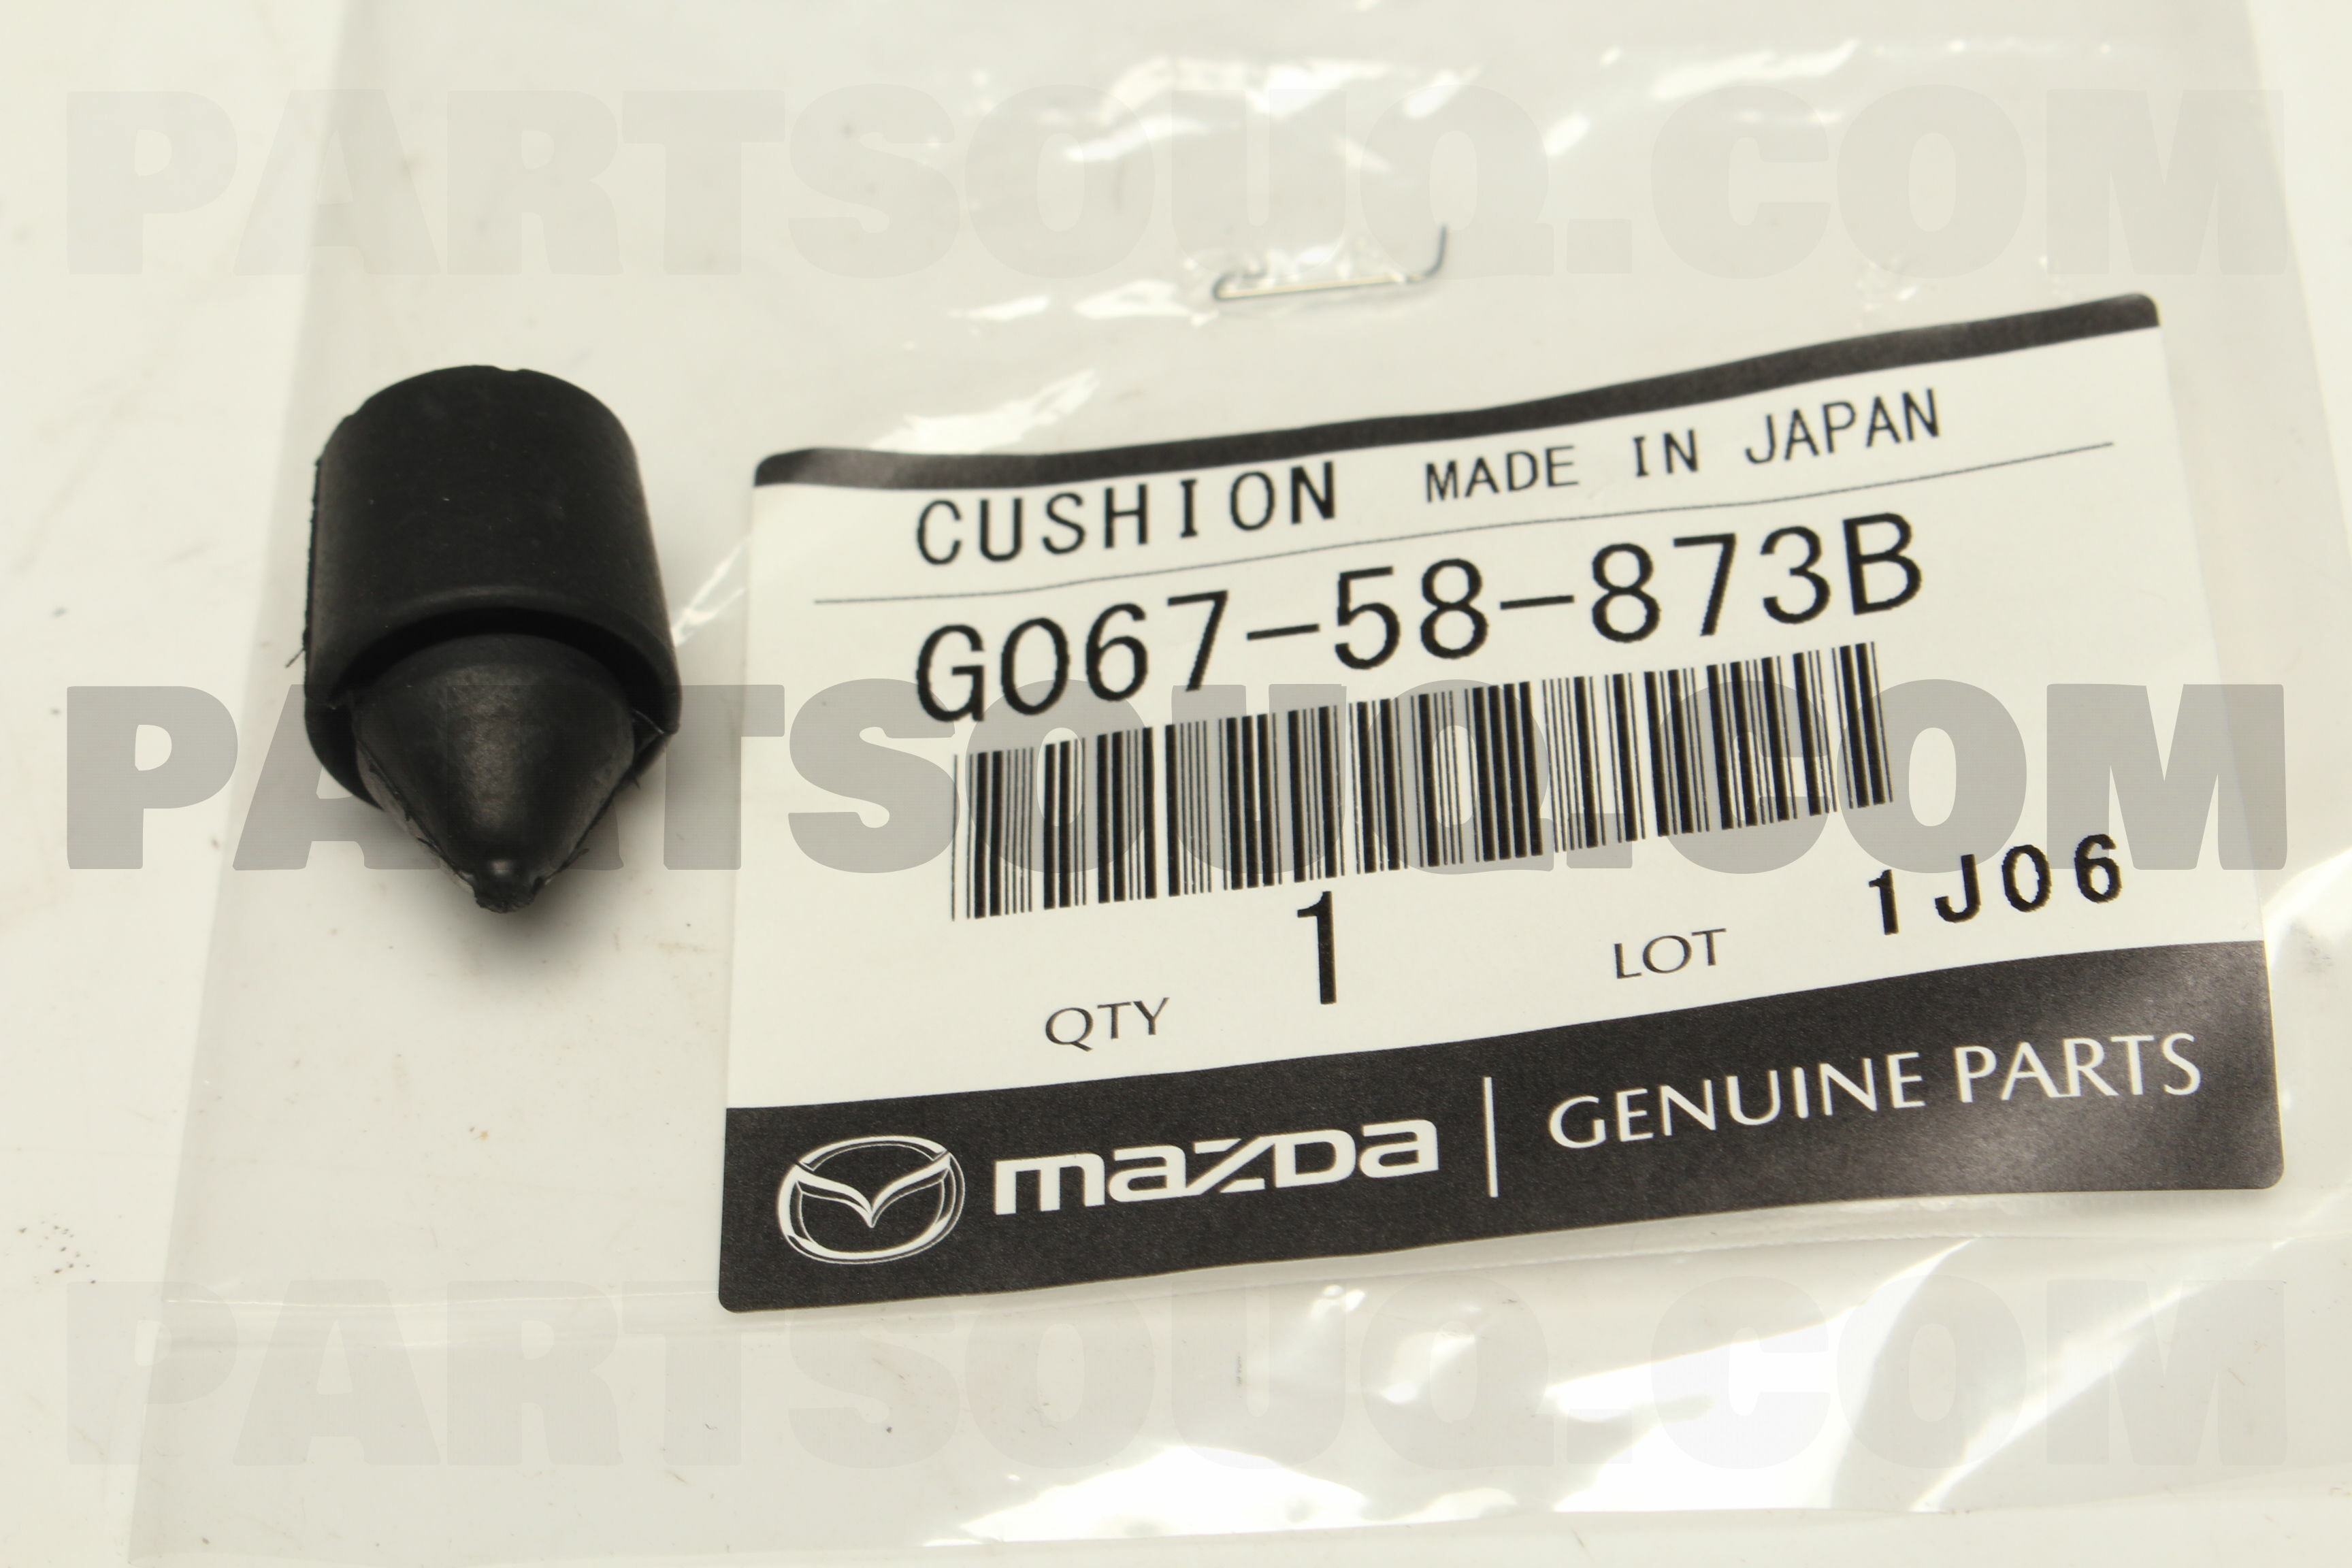 PARTSOUQ.COM
CUSHION MADE IN JAPAN
G067-58-873B
PARTSOUQ.COM
QTY 1 LOT 1J06
mazda | GENUINE PARTS
PARTSOUQ.COM